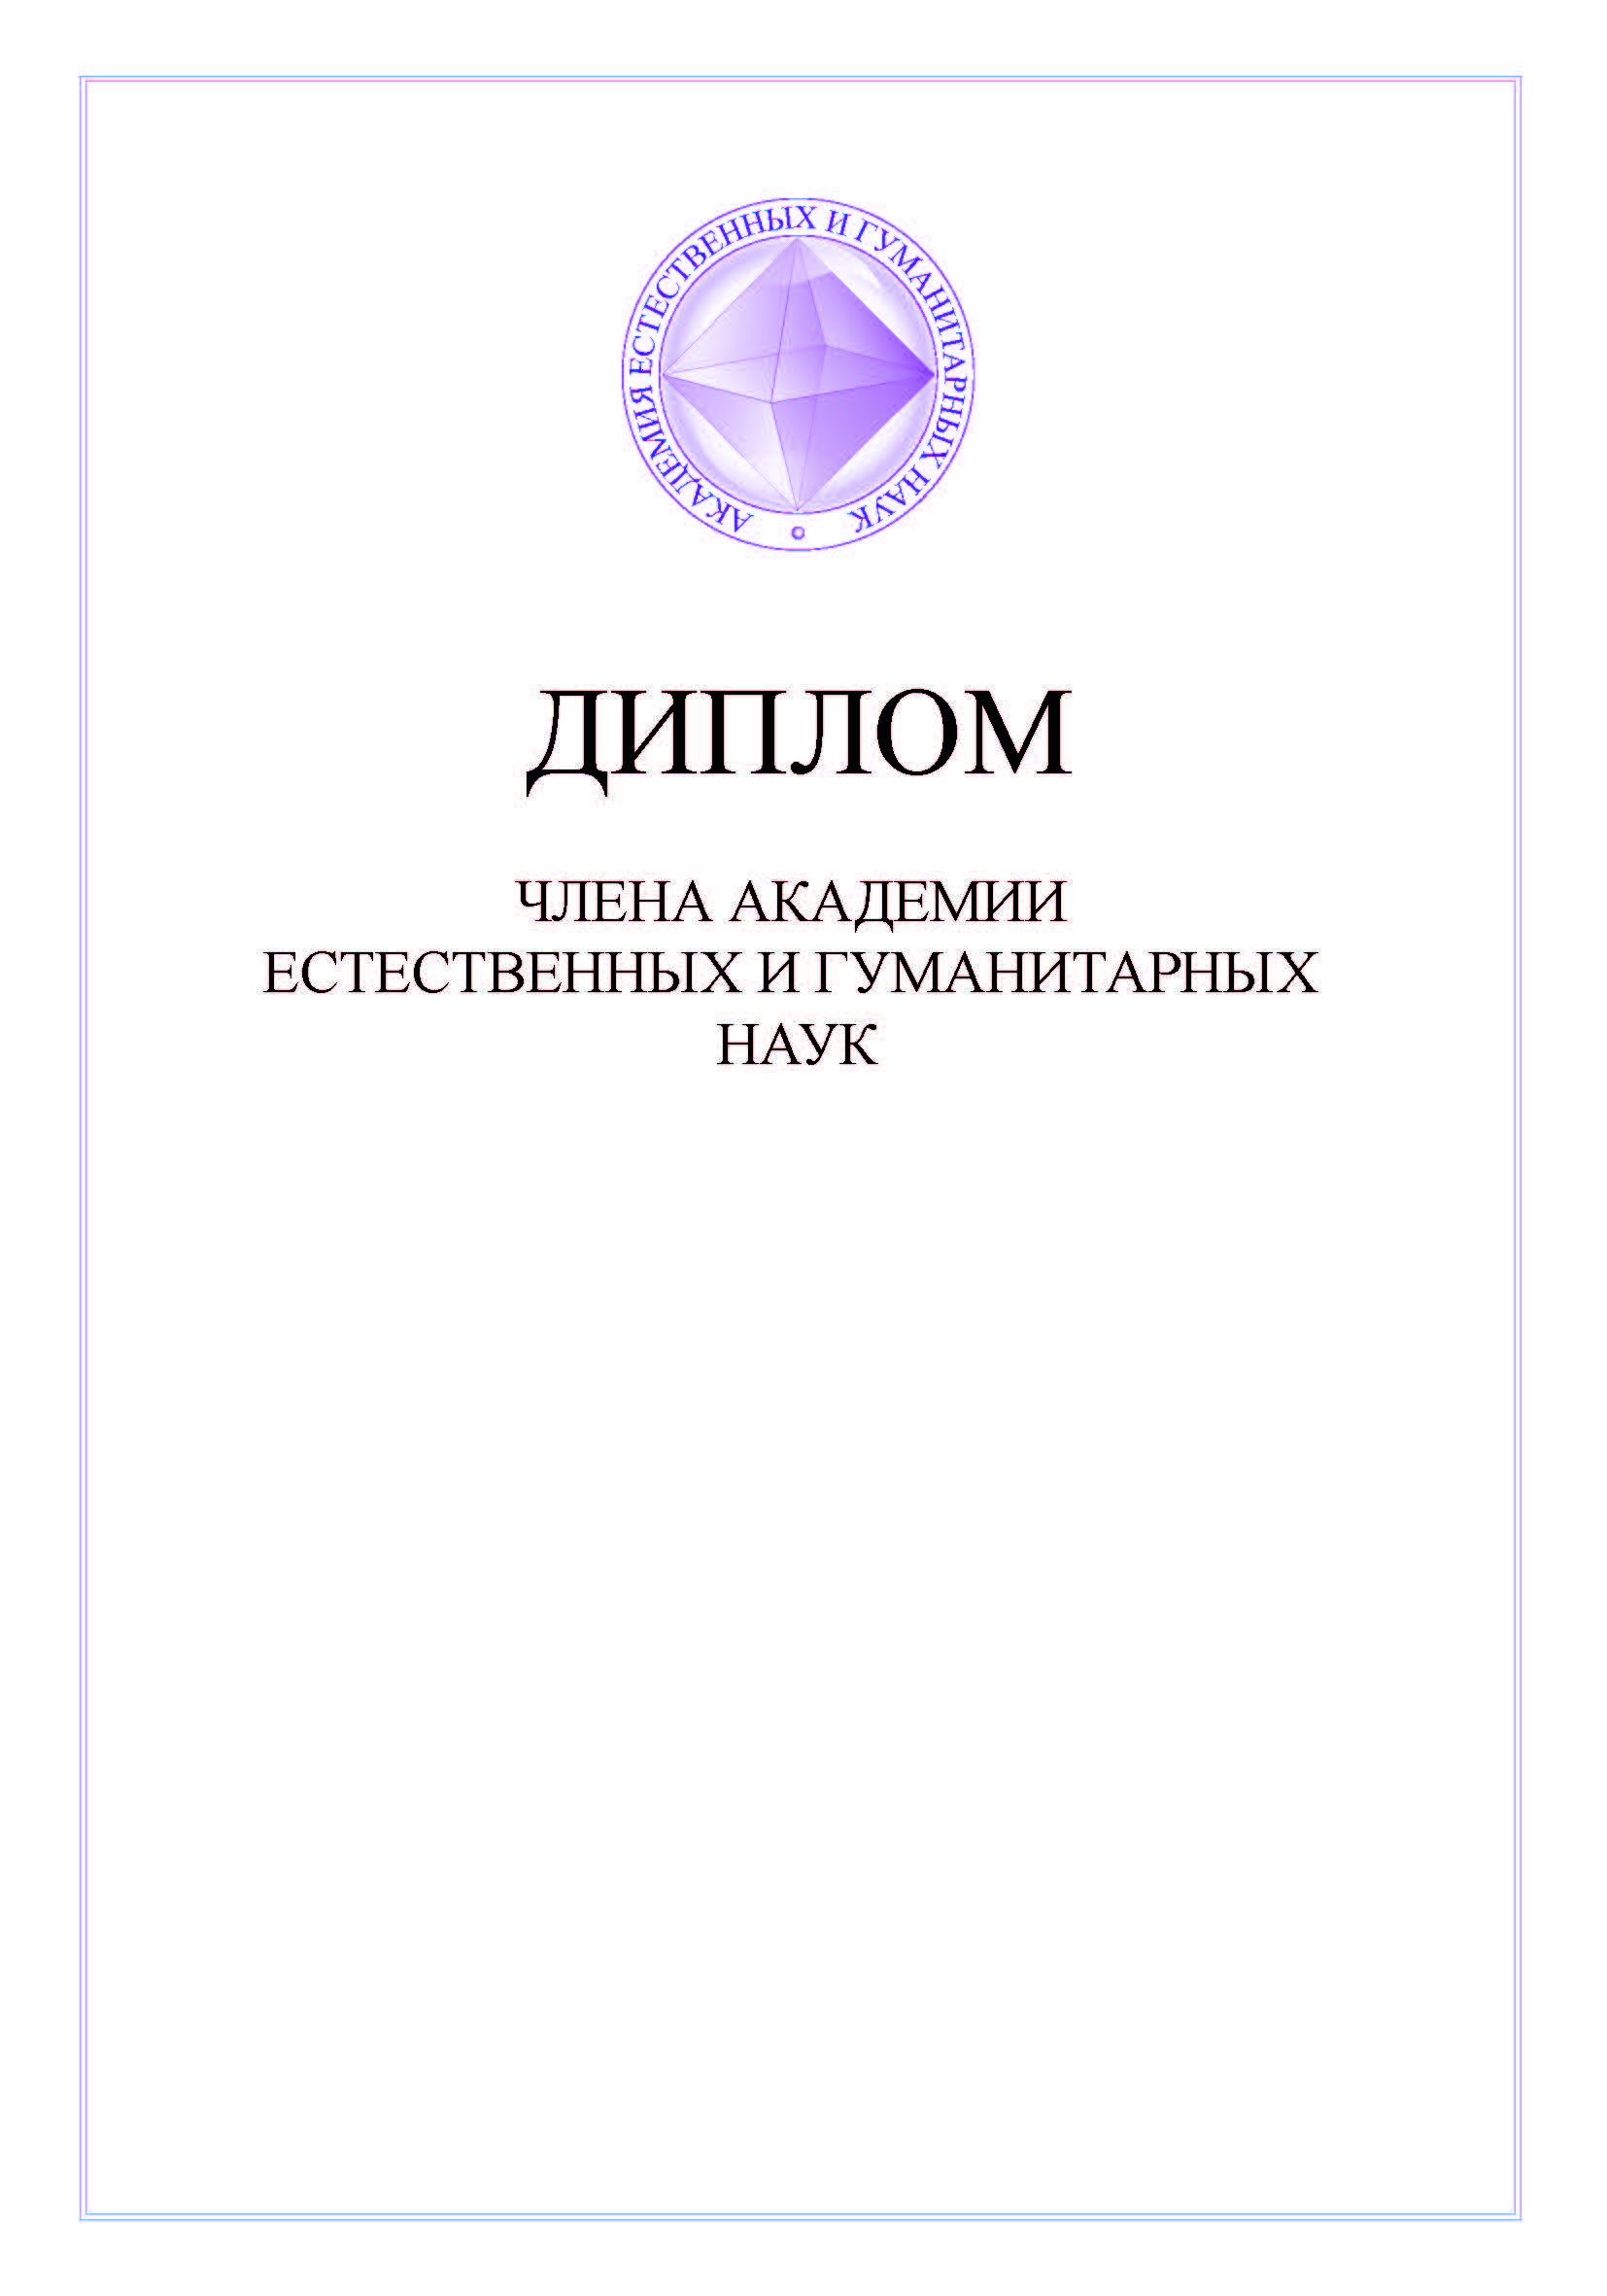 АКАДЕМИЯ ЕСТЕСТВЕННЫХ И ГУМАНИТАРНЫХ НАУК
ДИПЛОМ
ЧЛЕНА АКАДЕМИИ
ЕСТЕСТВЕННЫХ И ГУМАНИТАРНЫХ
НАУК